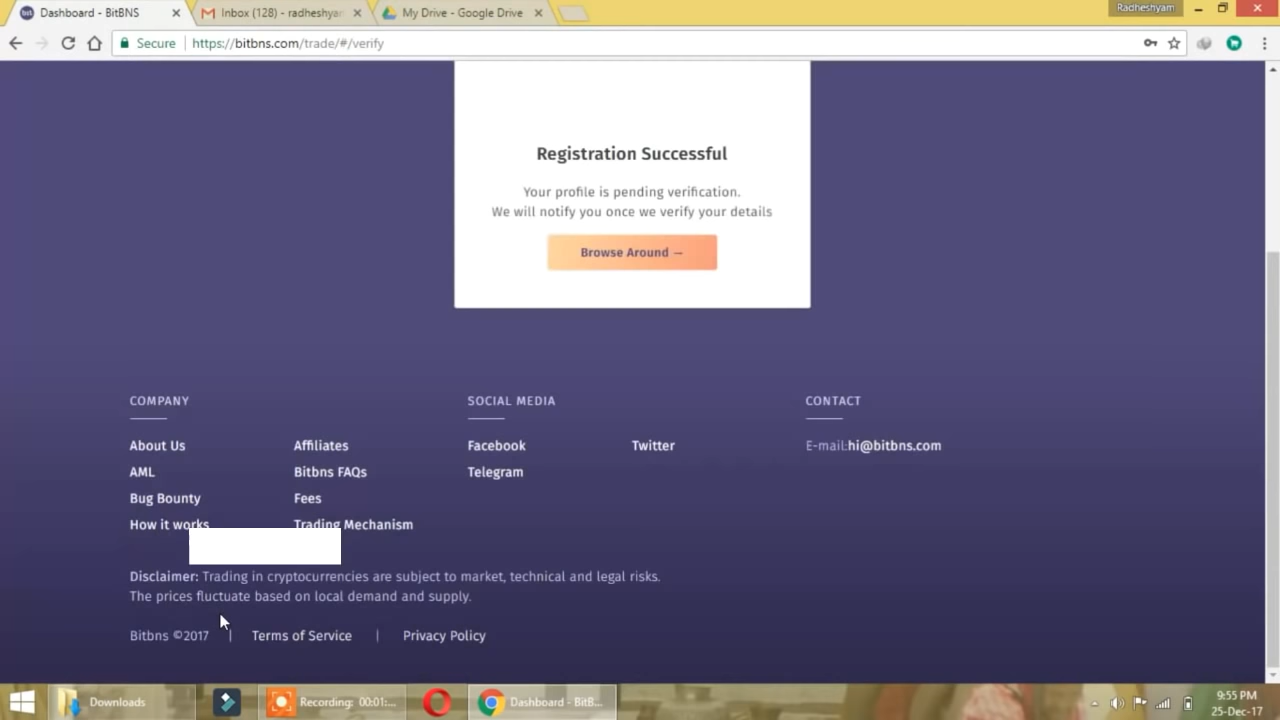 Dashboard - BitBNS
Inbox (128) - radheshyar
My Drive - Google Drive
Radheshyam
Secure
https://bitbns.com/trade/#/verify
Registration Successful
Your profile is pending verification.
We will notify you once we verify your details
Browse Around →
COMPANY
SOCIAL MEDIA
CONTACT
About Us
Affiliates
Facebook
Twitter
E-mail:hi@bitbns.com
AML
Bitbns FAQs
Telegram
Bug Bounty
Fees
How it works
Trading Mechanism
Disclaimer: Trading in cryptocurrencies are subject to market, technical and legal risks.
The prices fluctuate based on local demand and supply.
Bitbns ©2017 | Terms of Service | Privacy Policy
Downloads
Recording: 00:01:...
Dashboard - BitB...
9:55 PM
25-Dec-17